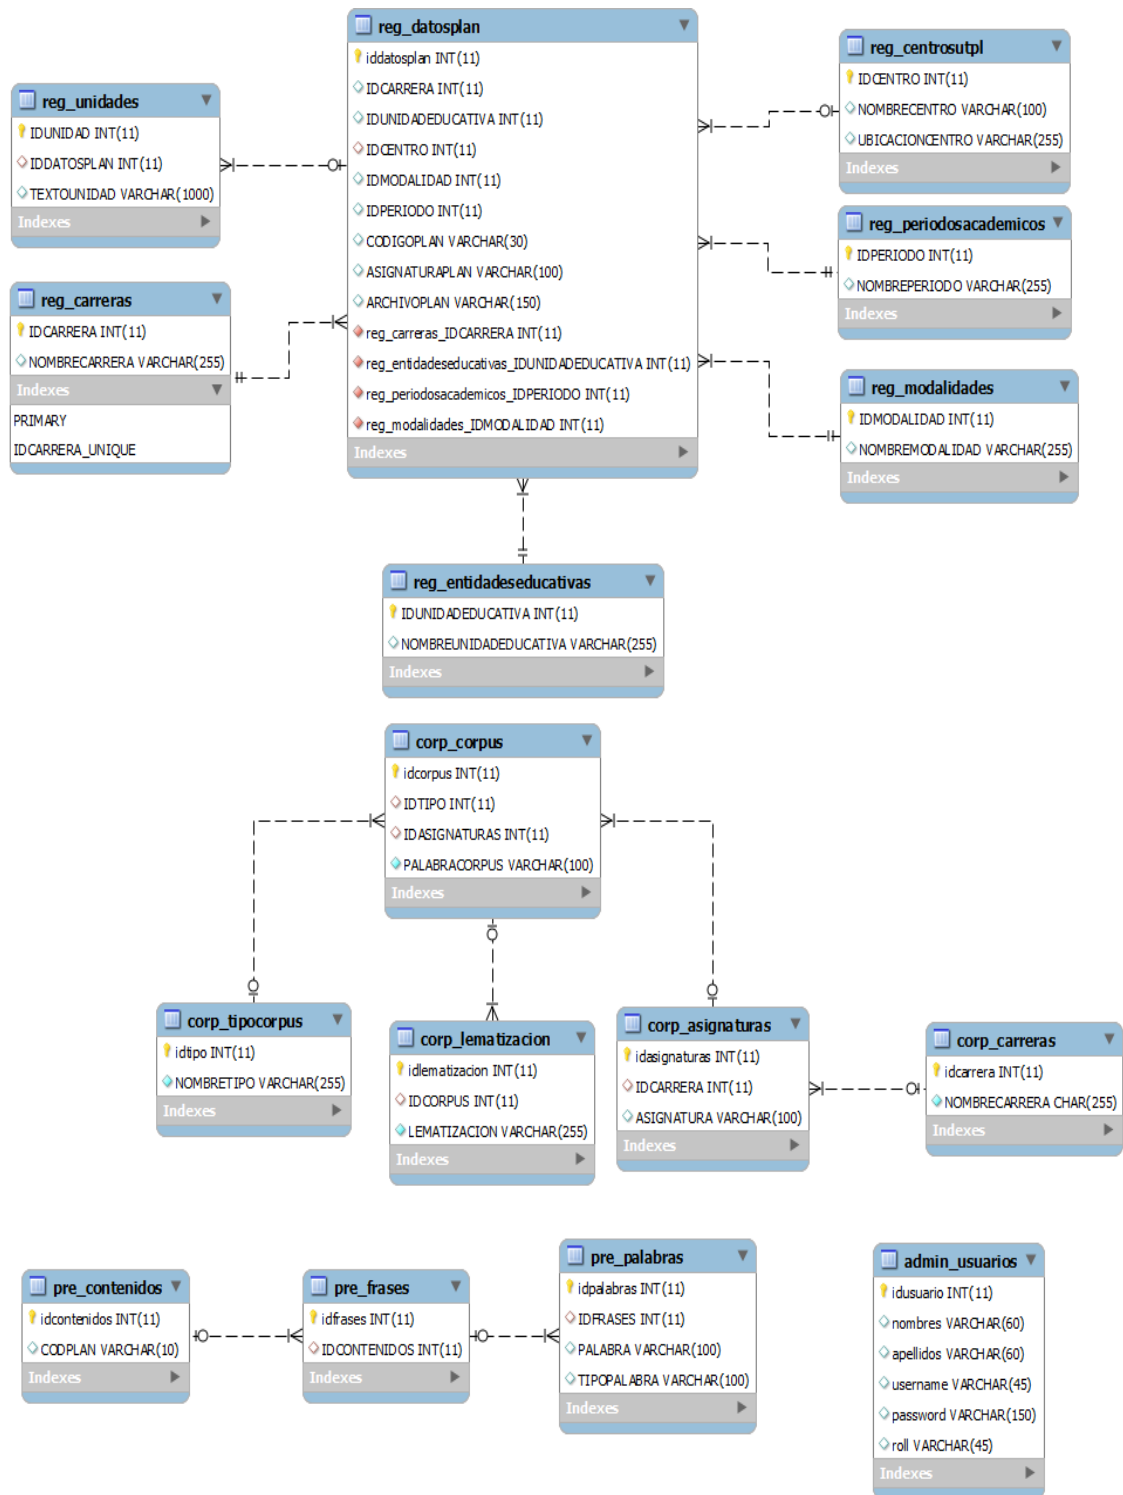 reg_datosplan
iddatosplan INT(11)
IDCARRERA INT(11)
IDUNIDADEDUCATIVA INT(11)
IDCENTRO INT(11)
IDMODALIDAD INT(11)
IDPERIODO INT(11)
CODIGOPLAN VARCHAR(30)
ASIGNATURAPLAN VARCHAR(100)
ARCHIVOPLAN VARCHAR(150)
reg_carreras_IDCARRERA INT(11)
reg_entidadeseducativas_IDUNIDADEDUCATIVA INT(11)
reg_periodosacademicos_IDPERIODO INT(11)
reg_modalidades_IDMODALIDAD INT(11)
Indexes
reg_centrosutpl
IDCENTRO INT(11)
NOMBRECENTRO VARCHAR(100)
UBICACIONCENTRO VARCHAR(255)
Indexes
reg_unidades
IDUNIDAD INT(11)
IDDATOSPLAN INT(11)
TEXTOUNIDAD VARCHAR(1000)
Indexes
reg_periodosacademicos
IDPERIODO INT(11)
NOMBREPERIODO VARCHAR(255)
Indexes
reg_carreras
IDCARRERA INT(11)
NOMBRECARRERA VARCHAR(255)
Indexes
PRIMARY
IDCARRERA_UNIQUE
reg_modalidades
IDMODALIDAD INT(11)
NOMBREMODALIDAD VARCHAR(255)
Indexes
reg_entidadeseducativas
IDUNIDADEDUCATIVA INT(11)
NOMBREUNIDADEDUCATIVA VARCHAR(255)
Indexes
corp_corpus
idcorpus INT(11)
IDTIPO INT(11)
IDASIGNATURAS INT(11)
PALABRACORPUS VARCHAR(100)
Indexes
corp_tipocorpus
idtipo INT(11)
NOMBRETIPO VARCHAR(255)
Indexes
corp_lematizacion
idlematizacion INT(11)
IDCORPUS INT(11)
LEMATIZACION VARCHAR(255)
Indexes
corp_asignaturas
idasignaturas INT(11)
IDCARRERA INT(11)
ASIGNATURA VARCHAR(100)
Indexes
corp_carreras
idcarrera INT(11)
NOMBRECARRERA CHAR(255)
Indexes
pre_contenidos
idcontenidos INT(11)
CODPLAN VARCHAR(10)
Indexes
pre_frases
idfrases INT(11)
IDCONTENIDOS INT(11)
Indexes
pre_palabras
idpalabras INT(11)
IDFRASES INT(11)
PALABRA VARCHAR(100)
TIPOPALABRA VARCHAR(100)
Indexes
admin_usuarios
idusuario INT(11)
nombres VARCHAR(60)
apellidos VARCHAR(60)
username VARCHAR(45)
password VARCHAR(150)
roll VARCHAR(45)
Indexes